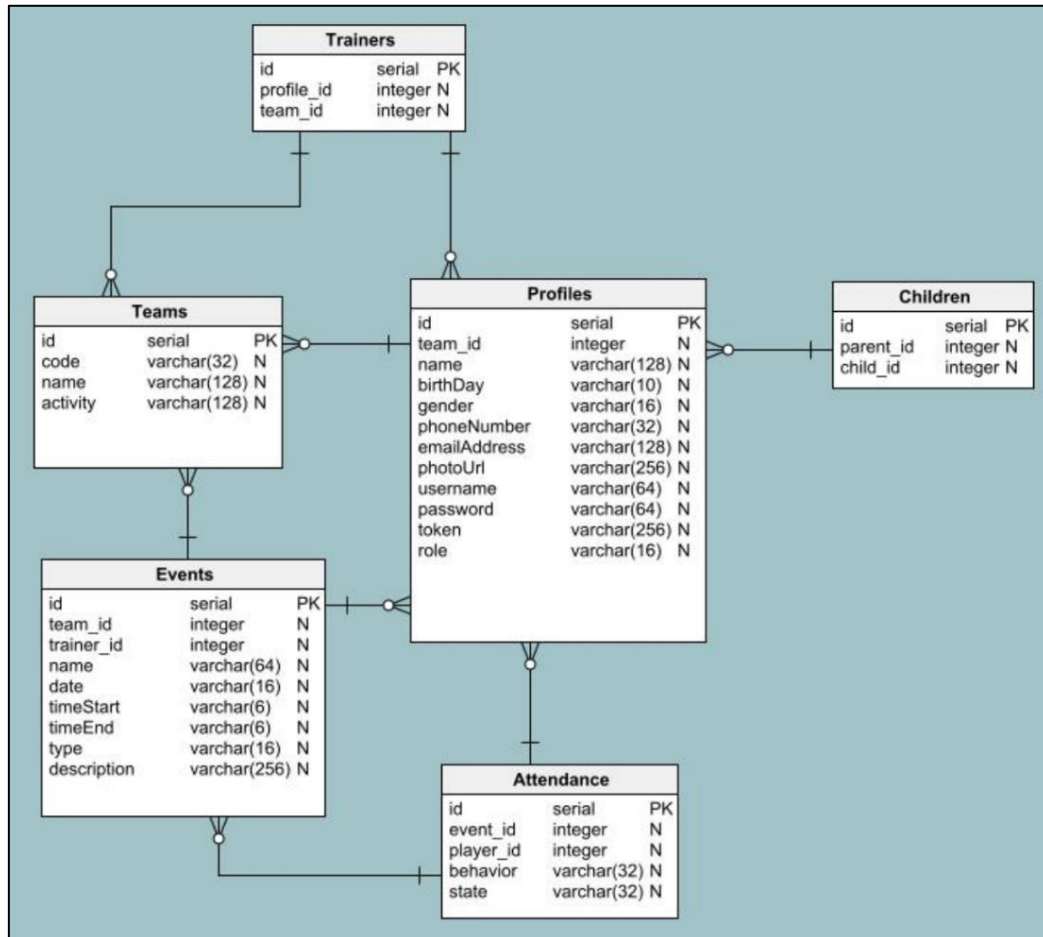 Trainers
id serial PK
profile_id integer N
team_id integer N
Teams
id serial PK
code varchar(32) N
name varchar(128) N
activity varchar(128) N
Profiles
id serial PK
team_id integer N
name varchar(128) N
birthDay varchar(10) N
gender varchar(16) N
phoneNumber varchar(32) N
emailAddress varchar(128) N
photoUrl varchar(256) N
username varchar(64) N
password varchar(64) N
token varchar(256) N
role varchar(16) N
Children
id serial PK
parent_id integer N
child_id integer N
Events
id serial PK
team_id integer N
trainer_id integer N
name varchar(64) N
date varchar(16) N
timeStart varchar(6) N
timeEnd varchar(6) N
type varchar(16) N
description varchar(256) N
Attendance
id serial PK
event_id integer N
player_id integer N
behavior varchar(32) N
state varchar(32) N